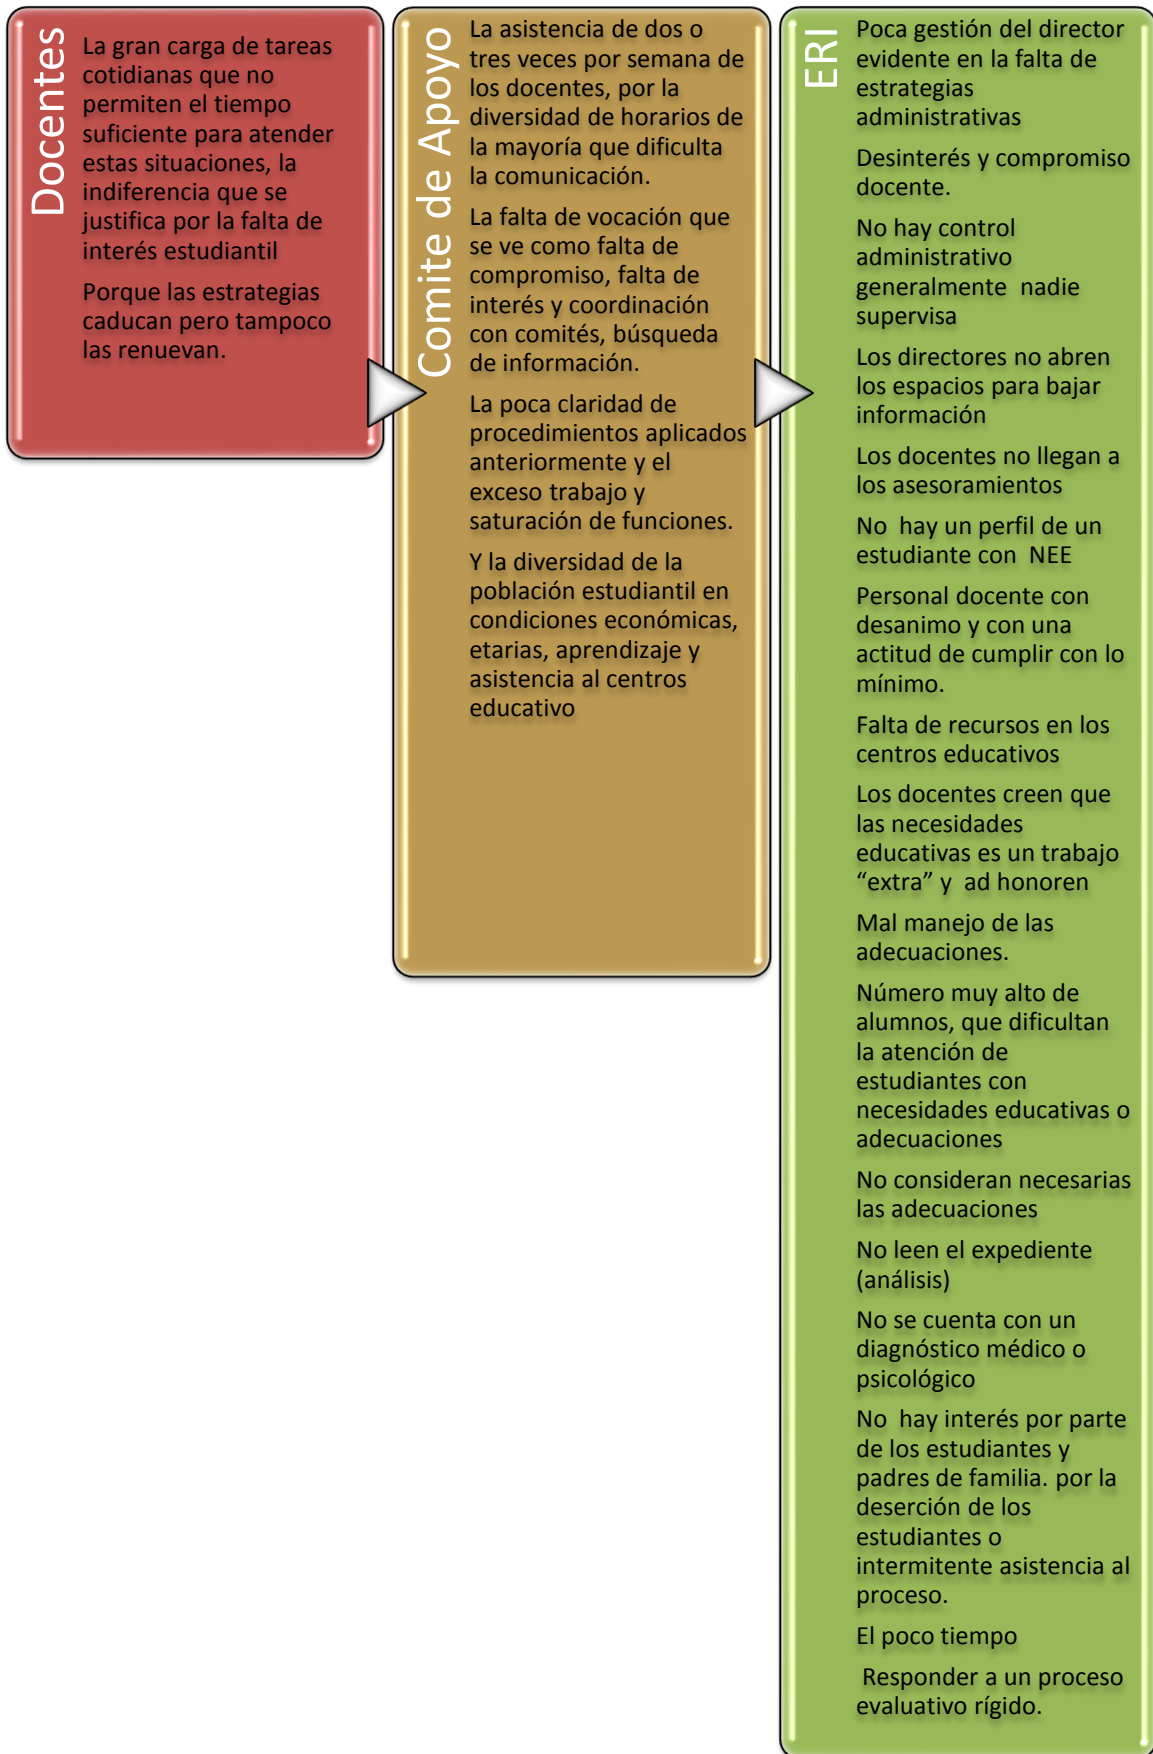 Docentes
La gran carga de tareas
cotidianas que no
permiten el tiempo
suficiente para atender
estas situaciones, la
indiferencia que se
justifica por la falta de
interés estudiantil
Porque las estrategias
caducan pero tampoco
las renuevan.
Comite de Apoyo
La asistencia de dos o
tres veces por semana de
los docentes, por la
diversidad de horarios de
la mayoría que dificulta
la comunicación.
La falta de vocación que
se ve como falta de
compromiso, falta de
interés y coordinación
con comités, búsqueda
de información.
La poca claridad de
procedimientos aplicados
anteriormente y el
exceso trabajo y
saturación de funciones.
Y la diversidad de la
población estudiantil en
condiciones económicas,
etarias, aprendizaje y
asistencia al centros
educativo
ERI
Poca gestión del director
evidente en la falta de
estrategias
administrativas
Desinterés y compromiso
docente.
No hay control
administrativo
generalmente  nadie
supervisa
Los directores no abren
los espacios para bajar
información
Los docentes no llegan a
los asesoramientos
No  hay un perfil de un
estudiante con  NEE
Personal docente con
desanimo y con una
actitud de cumplir con lo
mínimo.
Falta de recursos en los
centros educativos
Los docentes creen que
las necesidades
educativas es un trabajo
“extra” y  ad honoren
Mal manejo de las
adecuaciones.
Número muy alto de
alumnos, que dificultan
la atención de
estudiantes con
necesidades educativas o
adecuaciones
No consideran necesarias
las adecuaciones
No leen el expediente
(análisis)
No se cuenta con un
diagnóstico médico o
psicológico
No  hay interés por parte
de los estudiantes y
padres de familia. por la
deserción de los
estudiantes o
intermitente asistencia al
proceso.
El poco tiempo
Responder a un proceso
evaluativo rígido.